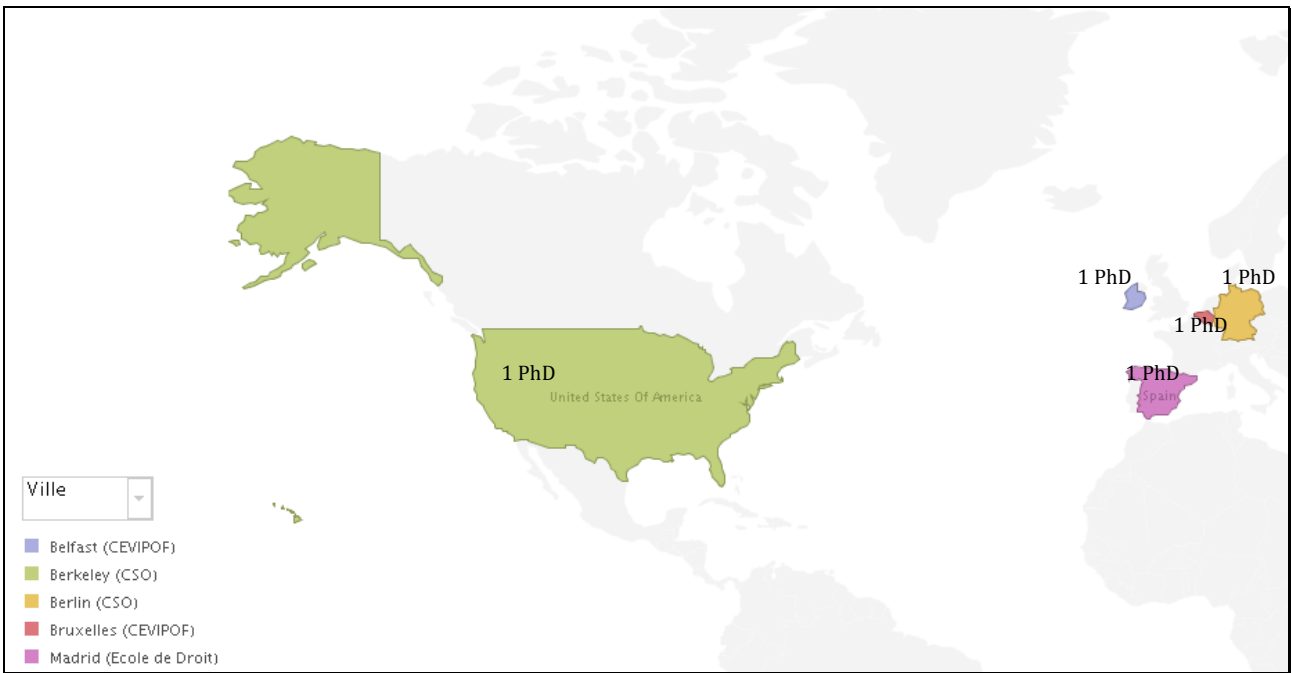 1 PhD
1 PhD
1 PhD
1 PhD
1 PhD
United States Of America
Spain
Ville
Belfast (CEVIPOF)
Berkeley (CSO)
Berlin (CSO)
Bruxelles (CEVIPOF)
Madrid (Ecole de Droit)